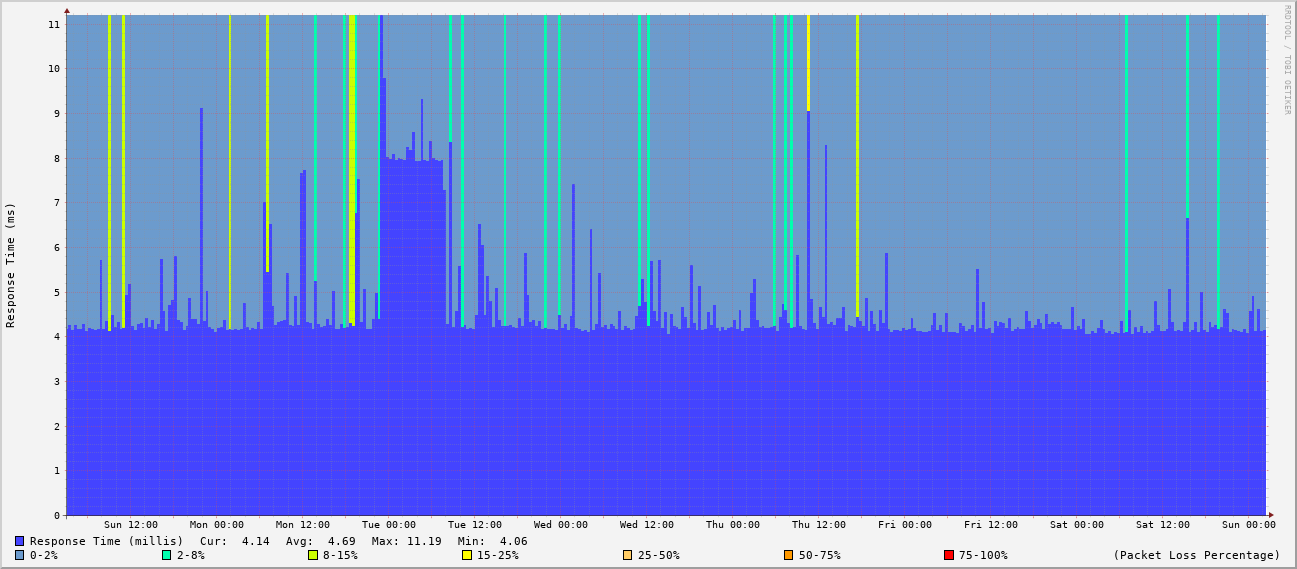 RRDTOOL / TOBI OETIKER
Response Time (ms)
11
10
9
8
7
6
5
4
3
2
1
0
Sun 12:00 Mon 00:00 Mon 12:00 Tue 00:00 Tue 12:00 Wed 00:00 Wed 12:00 Thu 00:00 Thu 12:00 Fri 00:00 Fri 12:00 Sat 00:00 Sat 12:00 Sun 00:00
Response Time (millis) Cur: 4.14 Avg: 4.69 Max: 11.19 Min: 4.06
0-2% 2-8% 8-15% 15-25% 25-50% 50-75% 75-100% (Packet Loss Percentage)